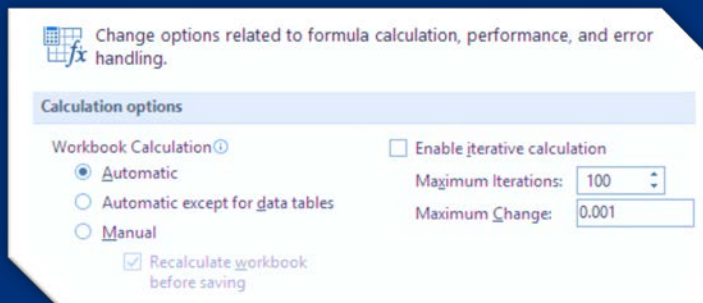 Change options related to formula calculation, performance, and error
handling.
Calculation options
Workbook Calculation
Automatic
Automatic except for data tables
Manual
Recalculate workbook
before saving
Enable iterative calculation
Maximum Iterations: 100
Maximum Change: 0.001